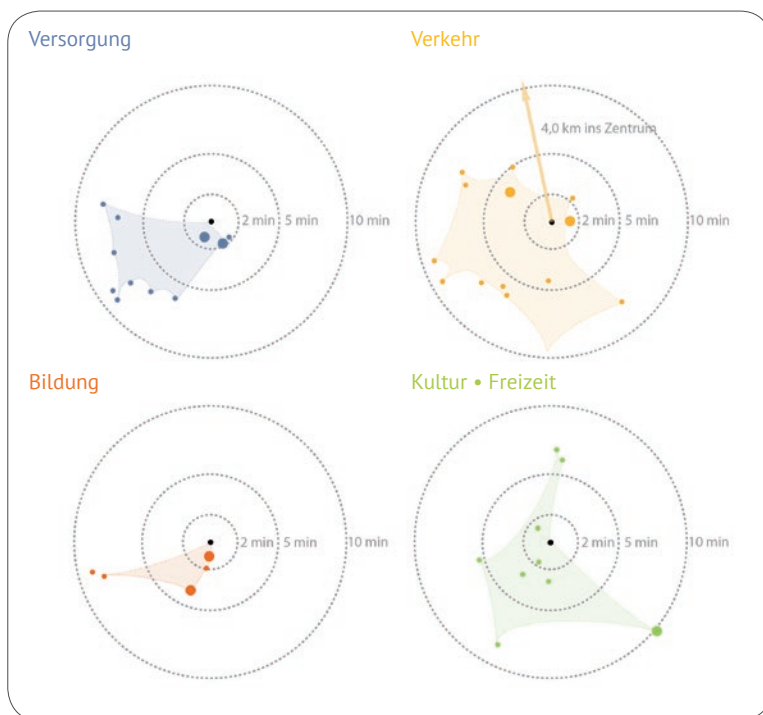 Versorgung
2 min
5 min
10 min
Verkehr
4,0 km ins Zentrum
2 min
5 min
10 min
Bildung
2 min
5 min
10 min
Kultur • Freizeit
2 min
5 min
10 min